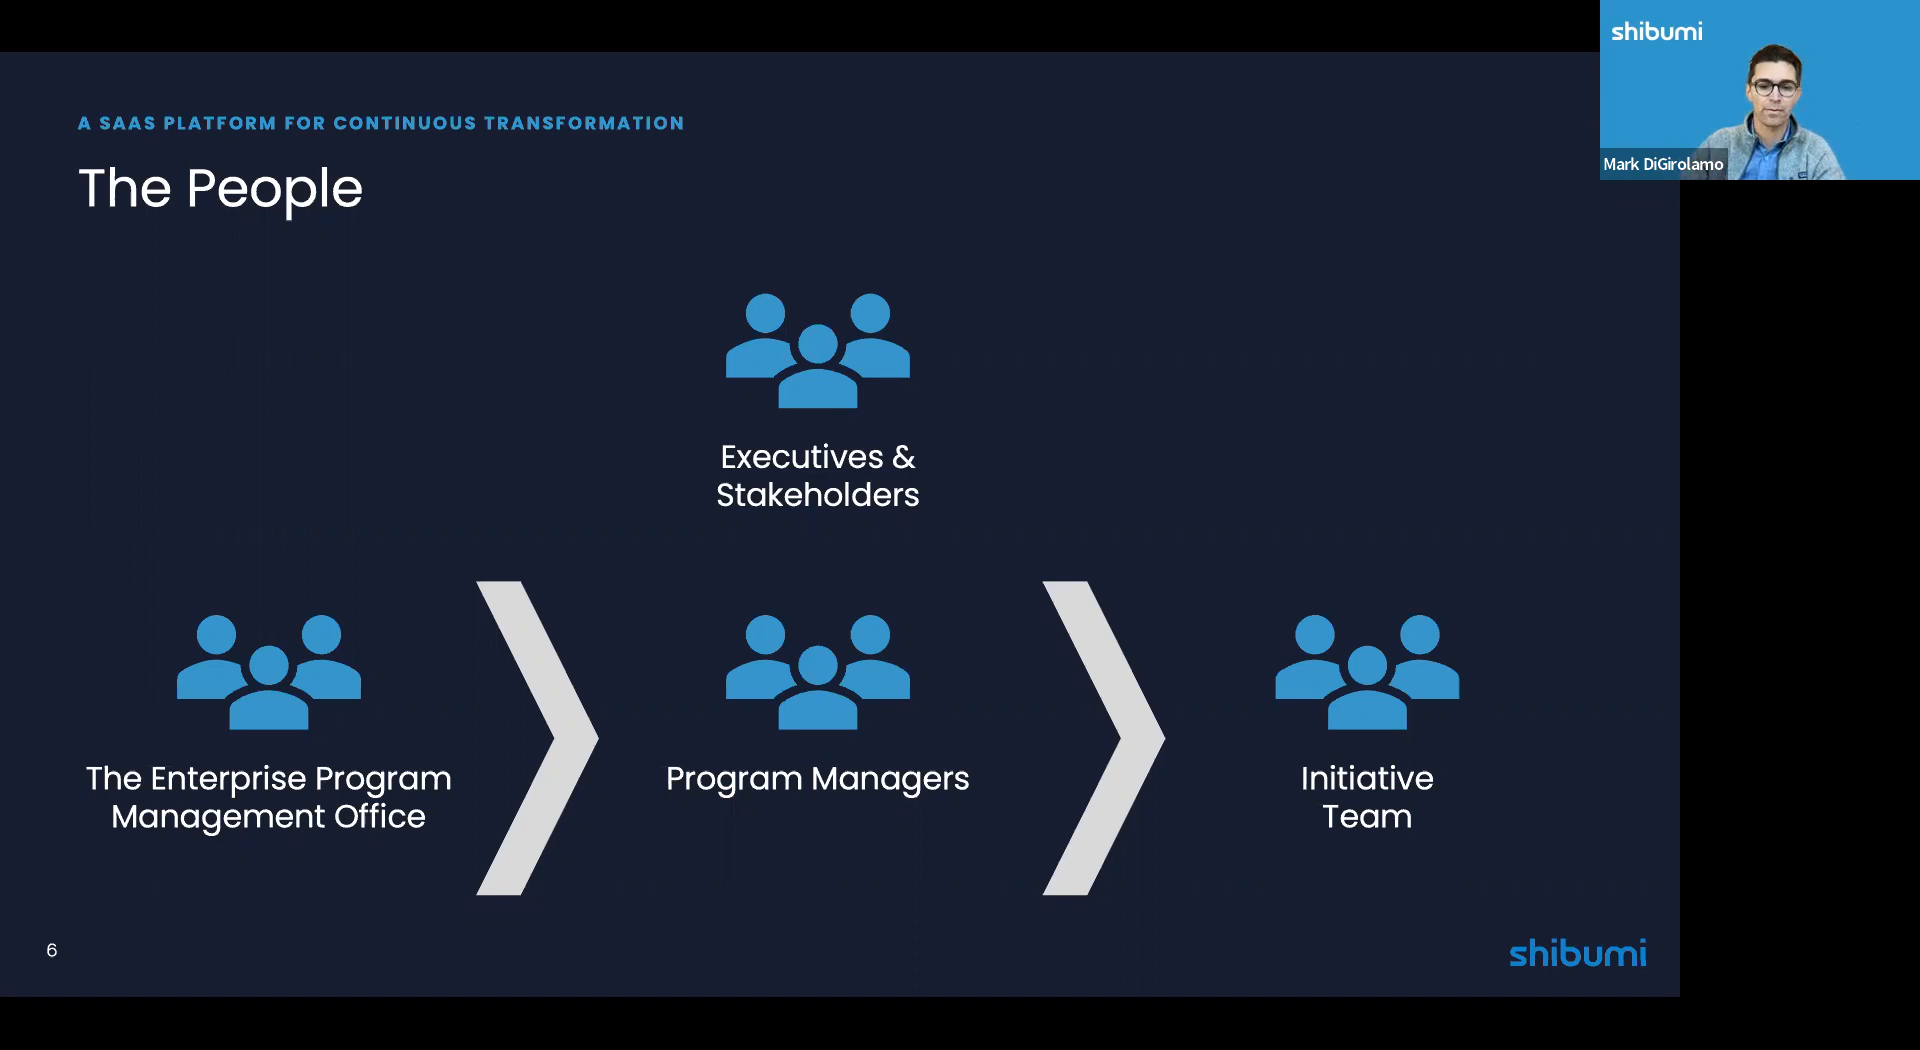 shibumi
Mark DiGirolamo
A SAAS PLATFORM FOR CONTINUOUS TRANSFORMATION
The People
Executives &
Stakeholders
The Enterprise Program
Management Office
Program Managers
Initiative
Team
6
shibumi